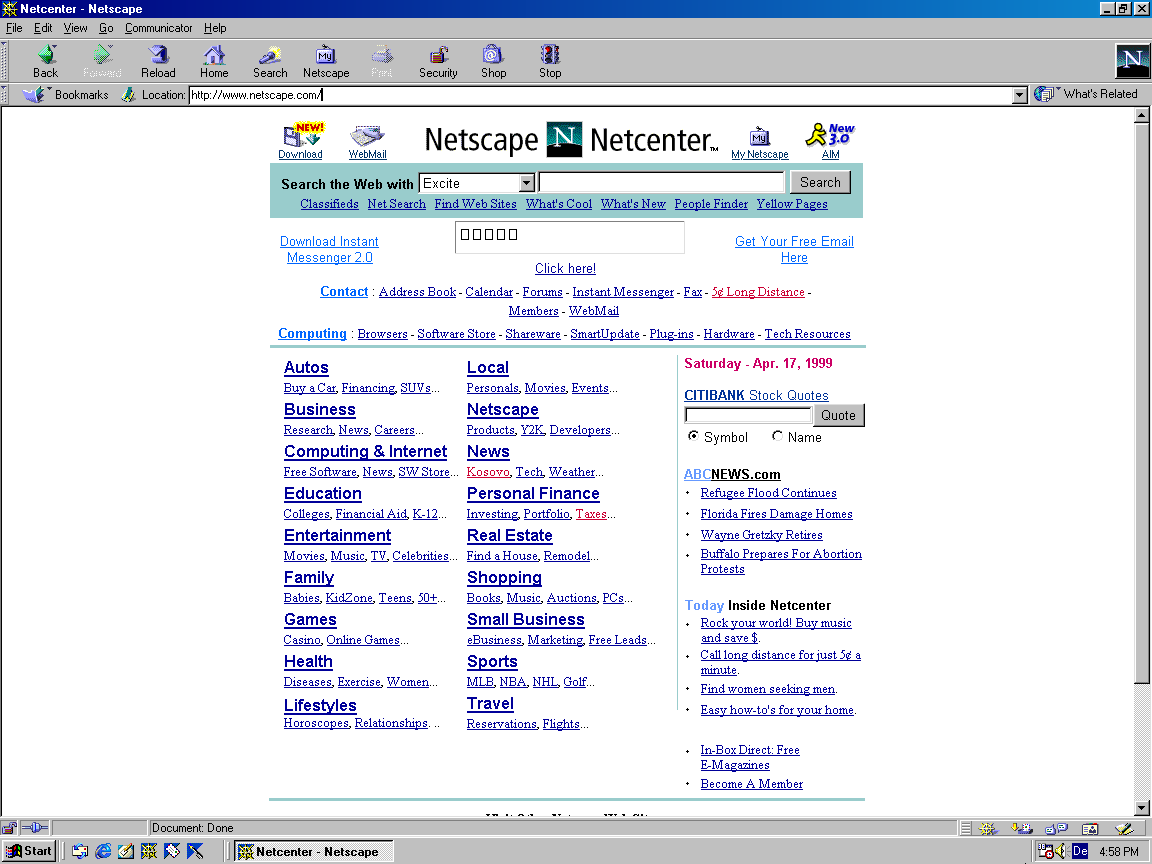 Netcenter - Netscape
File Edit View Go Communicator Help
Back Forward Reload Home Search Netscape Print Security Shop Stop
Bookmarks Location: http://www.netscape.com/ What's Related
NEW! Netscape N Netcenter™ New 3.0
Download WebMail My Netscape AIM
Search the Web with Excite Search
Classifieds Net Search Find Web Sites What's Cool What's New People Finder Yellow Pages
Download Instant Messenger 2.0
Click here!
Get Your Free Email Here
Contact : Address Book - Calendar - Forums - Instant Messenger - Fax - 5¢ Long Distance -
Members - WebMail
Computing : Browsers - Software Store - Shareware - SmartUpdate - Plug-ins - Hardware - Tech Resources
Autos
Buy a Car, Financing, SUVs...
Business
Research, News, Careers...
Computing & Internet
Free Software, News, SW Store...
Education
Colleges, Financial Aid, K-12...
Entertainment
Movies, Music, TV, Celebrities...
Family
Babies, KidZone, Teens, 50+...
Games
Casino, Online Games...
Health
Diseases, Exercise, Women...
Lifestyles
Horoscopes, Relationships. ..
Local
Personals, Movies, Events...
Netscape
Products, Y2K, Developers...
News
Kosovo, Tech, Weather...
Personal Finance
Investing, Portfolio, Taxes...
Real Estate
Find a House, Remodel...
Shopping
Books, Music, Auctions, PCs...
Small Business
eBusiness, Marketing, Free Leads...
Sports
MLB, NBA, NHL, Golf...
Travel
Reservations, Flights...
Saturday - Apr. 17, 1999
CITIBANK Stock Quotes
Quote
Symbol Name
ABCNEWS.com
Refugee Flood Continues
Florida Fires Damage Homes
Wayne Gretzky Retires
Buffalo Prepares For Abortion
Protests
Today Inside Netcenter
Rock your world! Buy music
and save $.
Call long distance for just 5¢ a
minute.
Find women seeking men.
Easy how-to's for your home.
In-Box Direct: Free
E-Magazines
Become A Member
Document: Done
Start Netcenter - Netscape De 4:58 PM